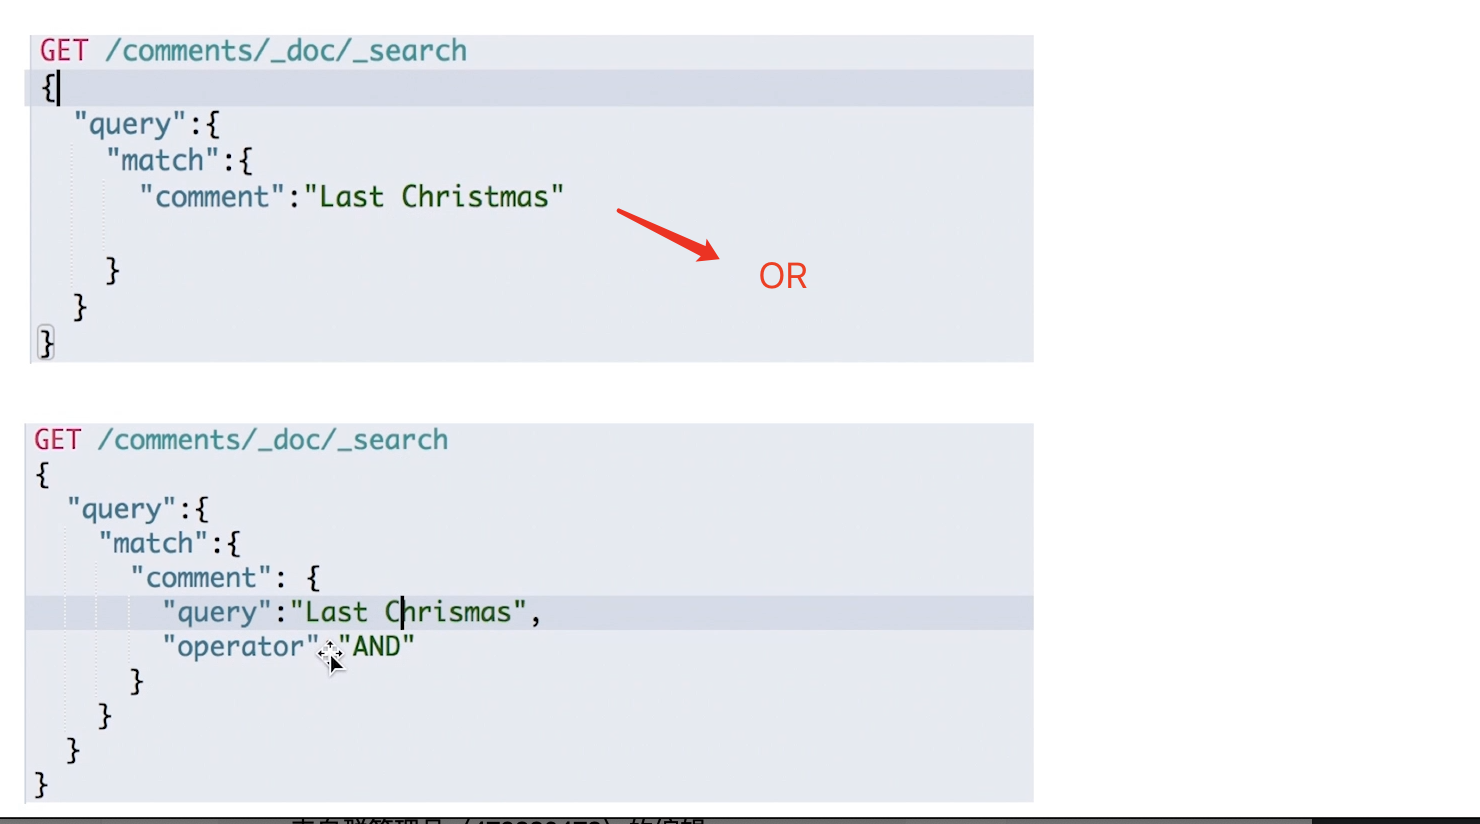 GET /comments/_doc/_search
{
"query":{
"match":{
"comment":"Last Christmas"
}
}
}
OR
GET /comments/_doc/_search
{
"query":{
"match":{
"comment": {
"query":"Last Chrismas",
"operator" "AND"
}
}
}
}